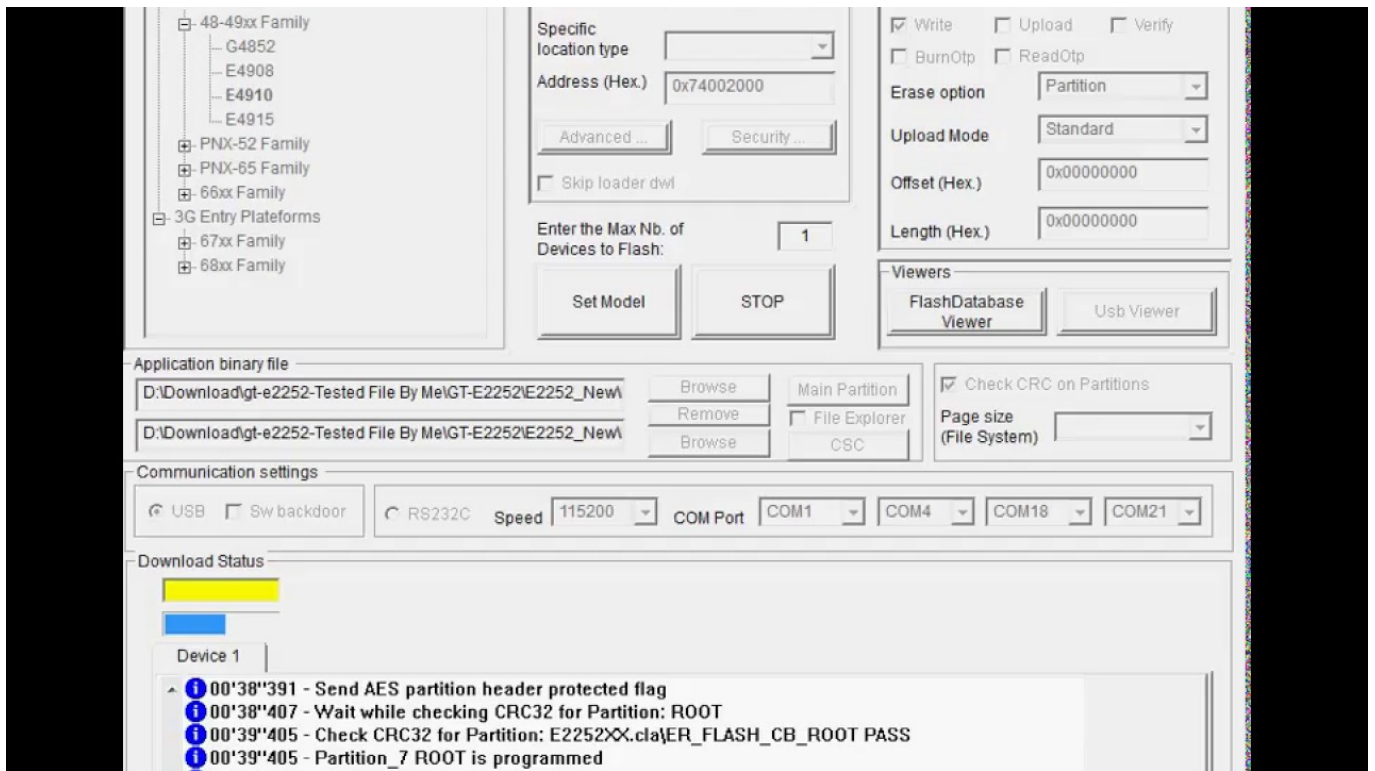 48-49xx Family
G4852
E4908
E4910
E4915
PNX-52 Family
PNX-65 Family
66xx Family
3G Entry Plateforms
67xx Family
68xx Family
Specific
location type
Address (Hex.)
0x74002000
Advanced ...
Security ...
Skip loader dwl
Enter the Max Nb. of
Devices to Flash:
1
Set Model
STOP
Write
Upload
Verify
BurnOtp
ReadOtp
Erase option
Partition
Upload Mode
Standard
Offset (Hex.)
0x00000000
Length (Hex.)
0x00000000
Viewers
FlashDatabase
Viewer
Usb Viewer
Application binary file
D:\Download\gt-e2252-Tested File By Me\GT-E2252\E2252_New\
Browse
Main Partition
Remove
File Explorer
D:\Download\gt-e2252-Tested File By Me\GT-E2252\E2252_New\
Browse
CSC
Check CRC on Partitions
Page size
(File System)
Communication settings
USB
Sw backdoor
RS232C
Speed
115200
COM Port
COM1
COM4
COM18
COM21
Download Status
Device 1
00'38"391 - Send AES partition header protected flag
00'38"407 - Wait while checking CRC32 for Partition: ROOT
00'39"405 - Check CRC32 for Partition: E2252XX.cla\ER_FLASH_CB_ROOT PASS
00'39"405 - Partition_7 ROOT is programmed